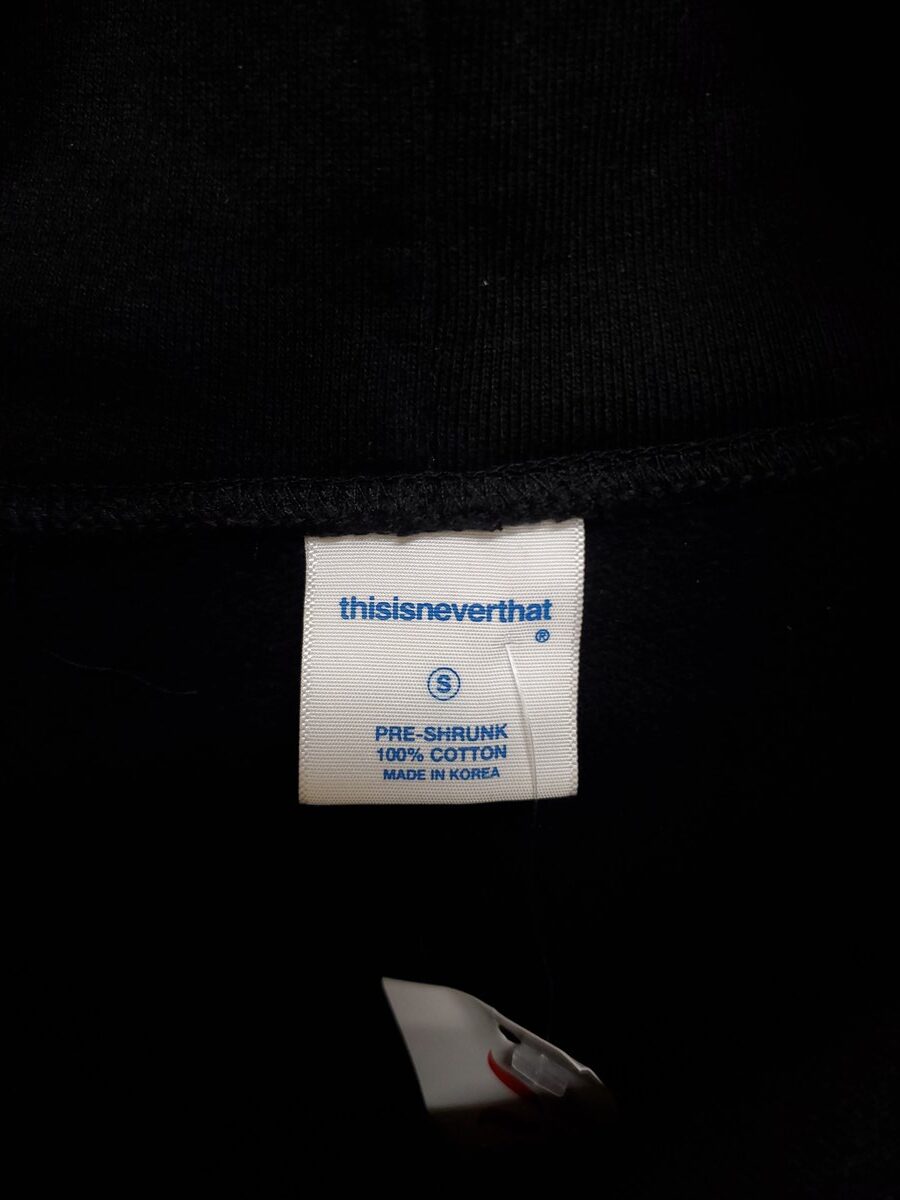 thisisneverthat
®
S
PRE-SHRUNK
100% COTTON
MADE IN KOREA